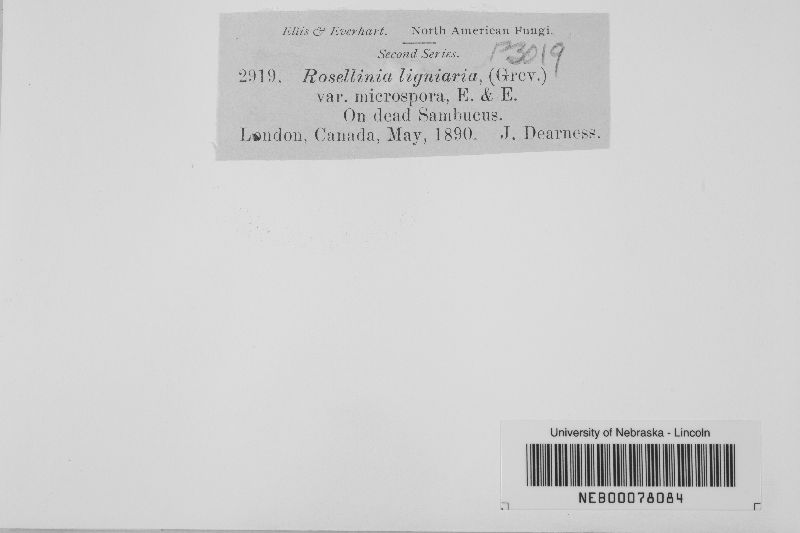 Ellis & Everhart. North American Fungi.
Second Series.
P3019
2919. Rosellinia ligniaria, (Grev.)
var. microspora, E. & E.
On dead Sambucus.
London, Canada, May, 1890. J. Dearness.
University of Nebraska - Lincoln
NEB00078084